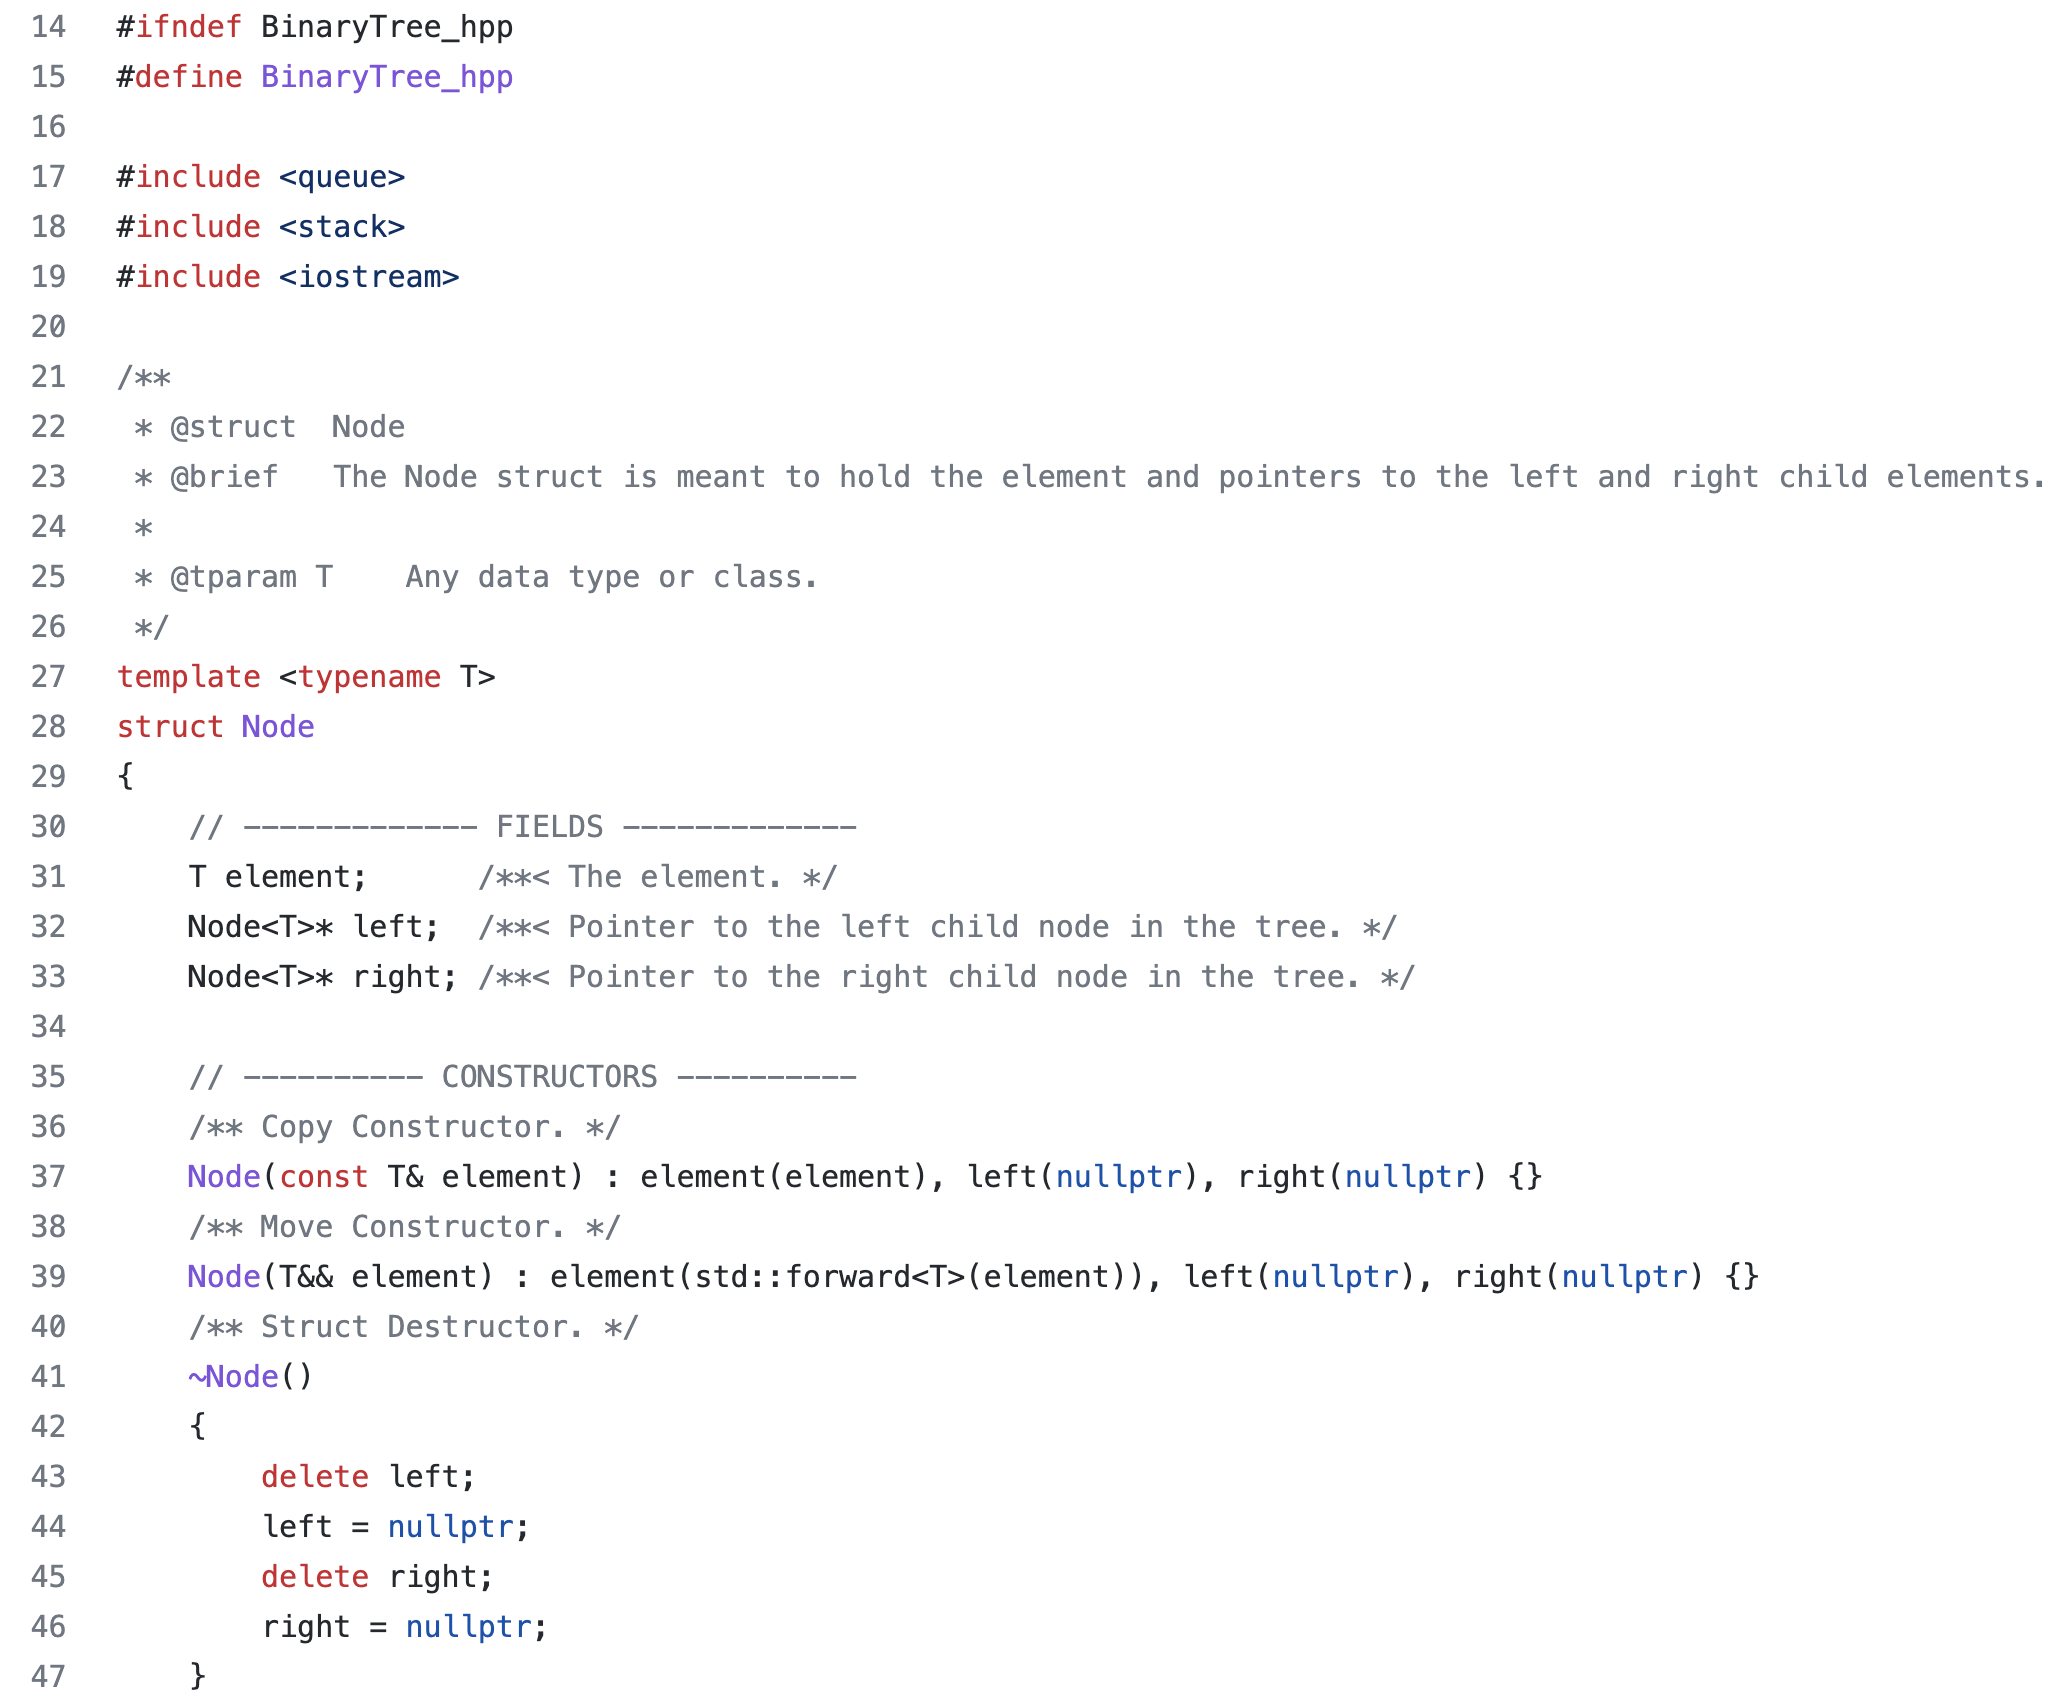 14 #ifndef BinaryTree_hpp
15 #define BinaryTree_hpp
16
17 #include <queue>
18 #include <stack>
19 #include <iostream>
20
21 /**
22  * @struct  Node
23  * @brief   The Node struct is meant to hold the element and pointers to the left and right child elements.
24  *
25  * @tparam T    Any data type or class.
26  */
27 template <typename T>
28 struct Node
29 {
30     // ------------- FIELDS -------------
31     T element;      /**< The element. */
32     Node<T>* left;  /**< Pointer to the left child node in the tree. */
33     Node<T>* right; /**< Pointer to the right child node in the tree. */
34
35     // ---------- CONSTRUCTORS ----------
36     /** Copy Constructor. */
37     Node(const T& element) : element(element), left(nullptr), right(nullptr) {}
38     /** Move Constructor. */
39     Node(T&& element) : element(std::forward<T>(element)), left(nullptr), right(nullptr) {}
40     /** Struct Destructor. */
41     ~Node()
42     {
43         delete left;
44         left = nullptr;
45         delete right;
46         right = nullptr;
47     }